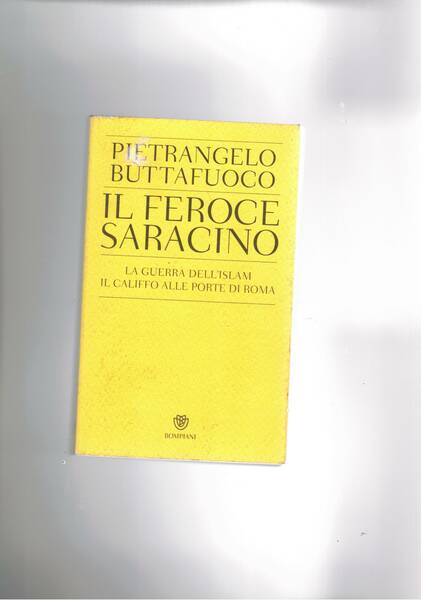 PIETRANGELO
BUTTAFUOCO
IL FEROCE
SARACINO
LA GUERRA DELL'ISLAM
IL CALIFFO ALLE PORTE DI ROMA
BOMPIANI